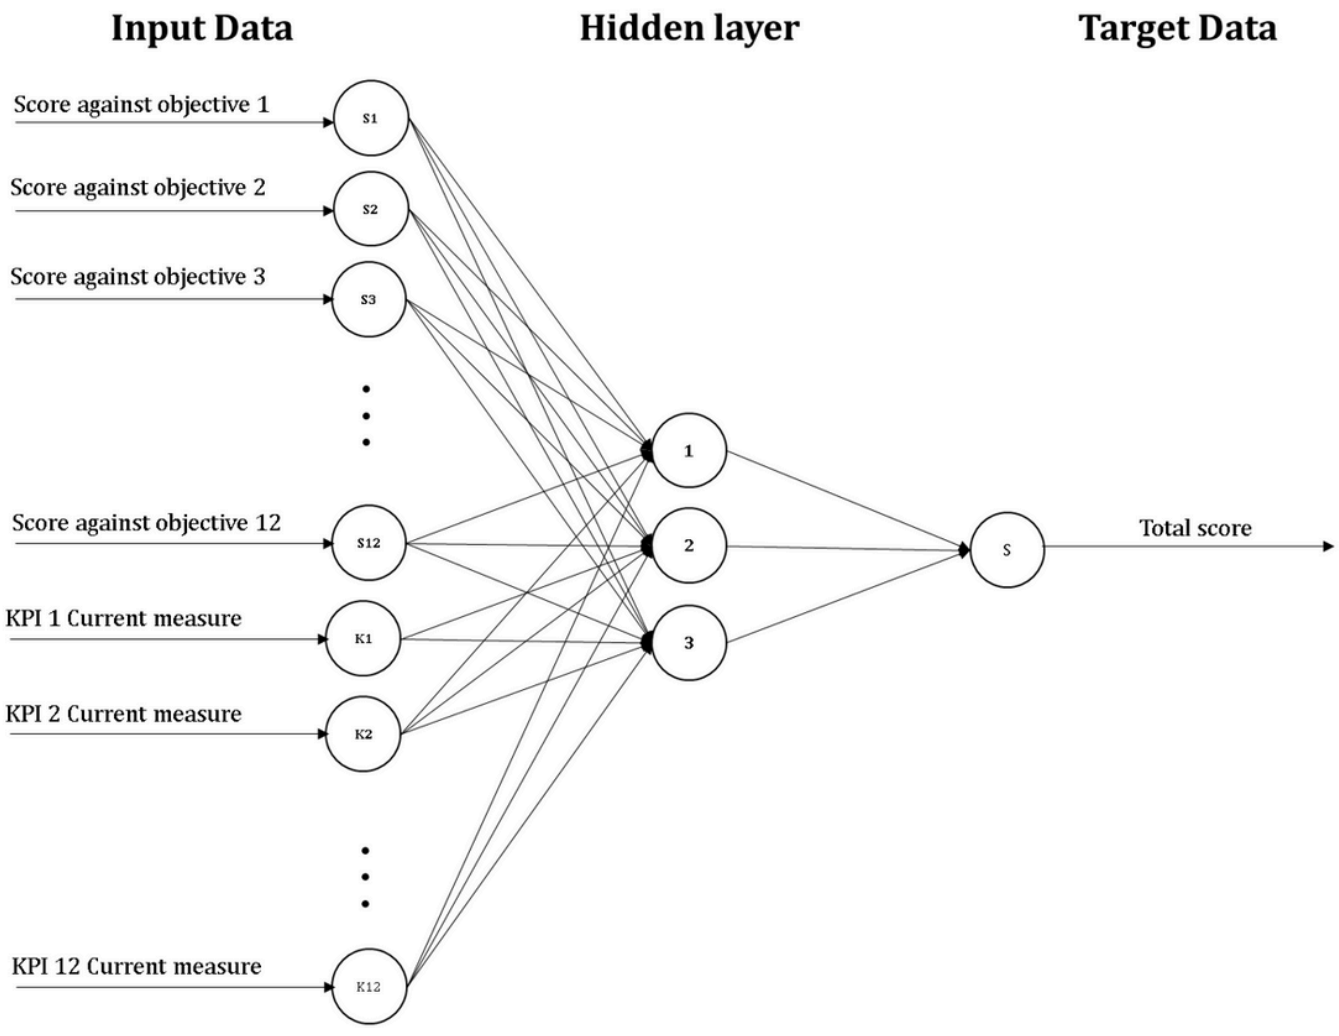 Input Data
Hidden layer
Target Data
Score against objective 1
S1
Score against objective 2
S2
Score against objective 3
S3
1
Score against objective 12
S12
2
S
Total score
KPI 1 Current measure
K1
3
KPI 2 Current measure
K2
KPI 12 Current measure
K12